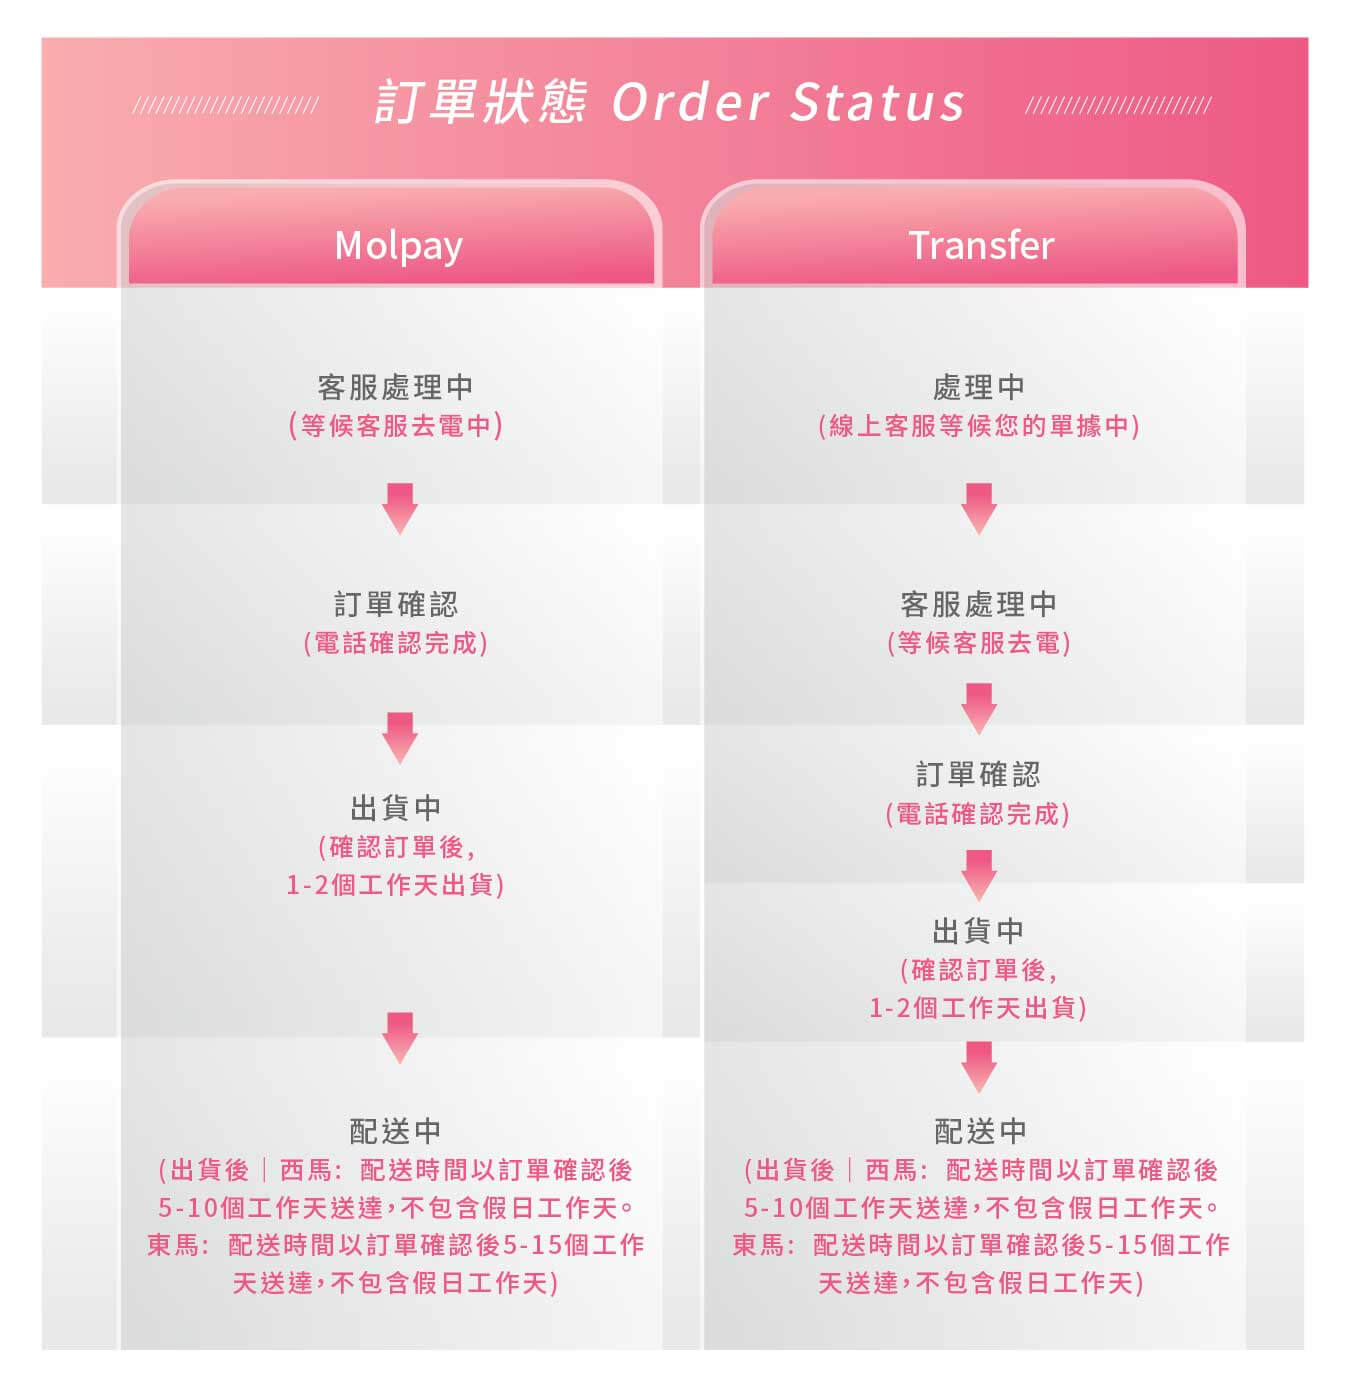 訂單狀態 Order Status
Molpay
客服處理中
(等候客服去電中)
訂單確認
(電話確認完成)
出貨中
(確認訂單後,
1-2個工作天出貨)
配送中
(出貨後｜西馬: 配送時間以訂單確認後
5-10個工作天送達,不包含假日工作天。
東馬: 配送時間以訂單確認後5-15個工作
天送達,不包含假日工作天)
Transfer
處理中
(線上客服等候您的單據中)
客服處理中
(等候客服去電)
訂單確認
(電話確認完成)
出貨中
(確認訂單後,
1-2個工作天出貨)
配送中
(出貨後｜西馬: 配送時間以訂單確認後
5-10個工作天送達,不包含假日工作天。
東馬: 配送時間以訂單確認後5-15個工作
天送達,不包含假日工作天)